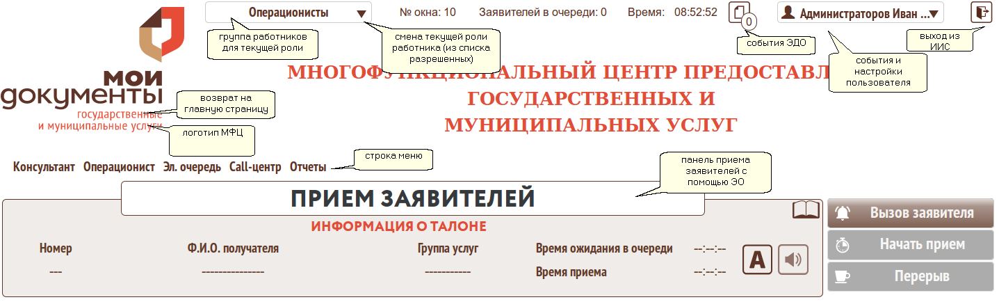 Операционисты
№ окна: 10
Заявителей в очереди: 0
Время: 08:52:52
0
Администраторов Иван ...
группа работников
для текущей роли
смена текущей роли
работника (из списка
разрешенных)
события ЭДО
события и
настройки
пользователя
выход из
ИИС
мои
документы
государственные
и муниципальные услуги
возврат на
главную страницу
логотип МФЦ
МНОГОФУНКЦИОНАЛЬНЫЙ ЦЕНТР ПРЕДОСТАВЛ
ГОСУДАРСТВЕННЫХ И
МУНИЦИПАЛЬНЫХ УСЛУГ
Консультант Операционист Эл. очередь Call-центр Отчеты
строка меню
панель приема
заявителей с
помощью ЭО
ПРИЕМ ЗАЯВИТЕЛЕЙ
ИНФОРМАЦИЯ О ТАЛОНЕ
Номер
---
Ф.И.О. получателя
---------------
Группа услуг
-----------
Время ожидания в очереди --:--:--
Время приема --:--:--
А
Вызов заявителя
Начать прием
Перерыв